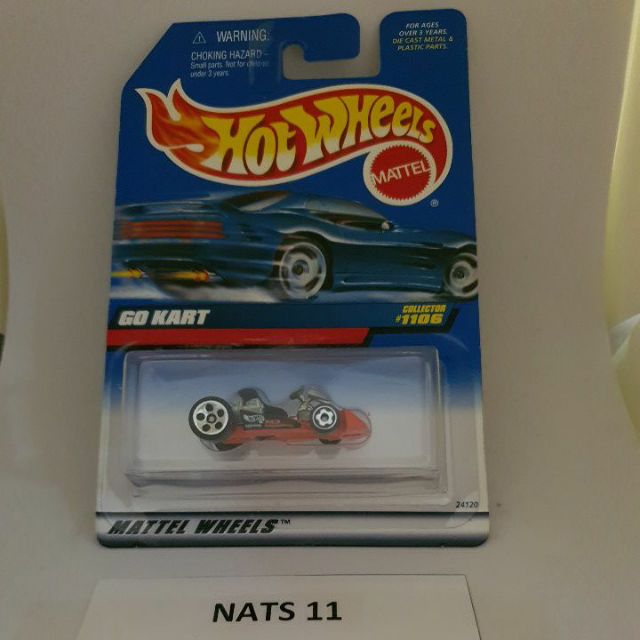 ⚠ WARNING:
CHOKING HAZARD –
Small parts. Not for children
under 3 years.
FOR AGES
OVER 3 YEARS.
DIE CAST METAL &
PLASTIC PARTS.
HOT WHEELS
MATTEL
®
GO KART
COLLECTOR
#1106
24120
MATTEL WHEELS™
NATS 11